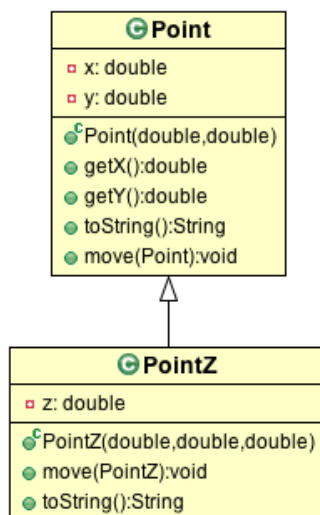 Point
x: double
y: double
Point(double,double)
getX():double
getY():double
toString():String
move(Point):void
PointZ
z: double
PointZ(double,double,double)
move(PointZ):void
toString():String